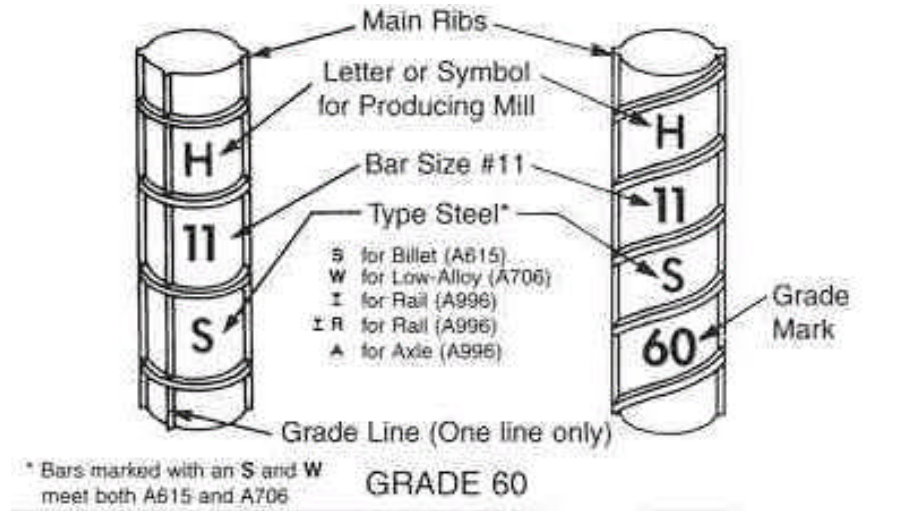 Main Ribs
Letter or Symbol
for Producing Mill
H
H
Bar Size #11
11
11
Type Steel*
S for Billet (A615)
W for Low-Alloy (A706)
I for Rail (A996)
I R for Rail (A996)
A for Axle (A996)
S
S
Grade
Mark
60
Grade Line (One line only)
* Bars marked with an S and W
meet both A615 and A706
GRADE 60